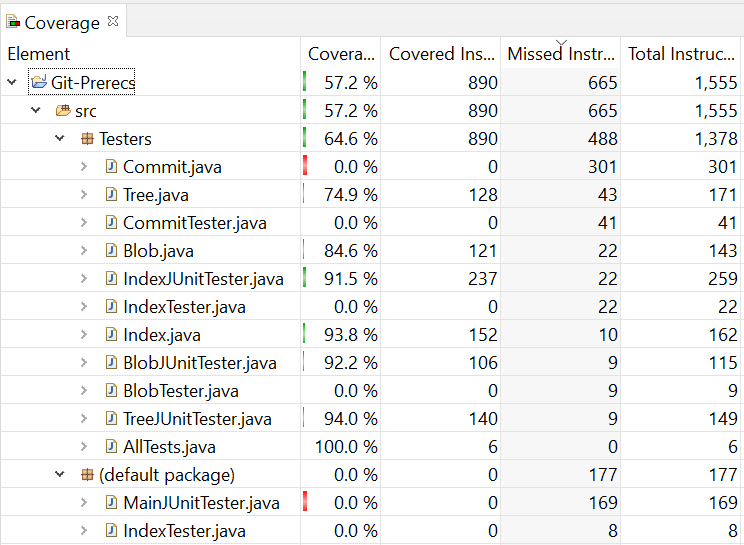 Coverage
Element Covera... Covered Ins... Missed Instr... Total Instruc...
Git-Prerecs 57.2 % 890 665 1,555
src 57.2 % 890 665 1,555
Testers 64.6 % 890 488 1,378
Commit.java 0.0 % 0 301 301
Tree.java 74.9 % 128 43 171
CommitTester.java 0.0 % 0 41 41
Blob.java 84.6 % 121 22 143
IndexJUnitTester.java 91.5 % 237 22 259
IndexTester.java 0.0 % 0 22 22
Index.java 93.8 % 152 10 162
BlobJUnitTester.java 92.2 % 106 9 115
BlobTester.java 0.0 % 0 9 9
TreeJUnitTester.java 94.0 % 140 9 149
AllTests.java 100.0 % 6 0 6
(default package) 0.0 % 0 177 177
MainJUnitTester.java 0.0 % 0 169 169
IndexTester.java 0.0 % 0 8 8